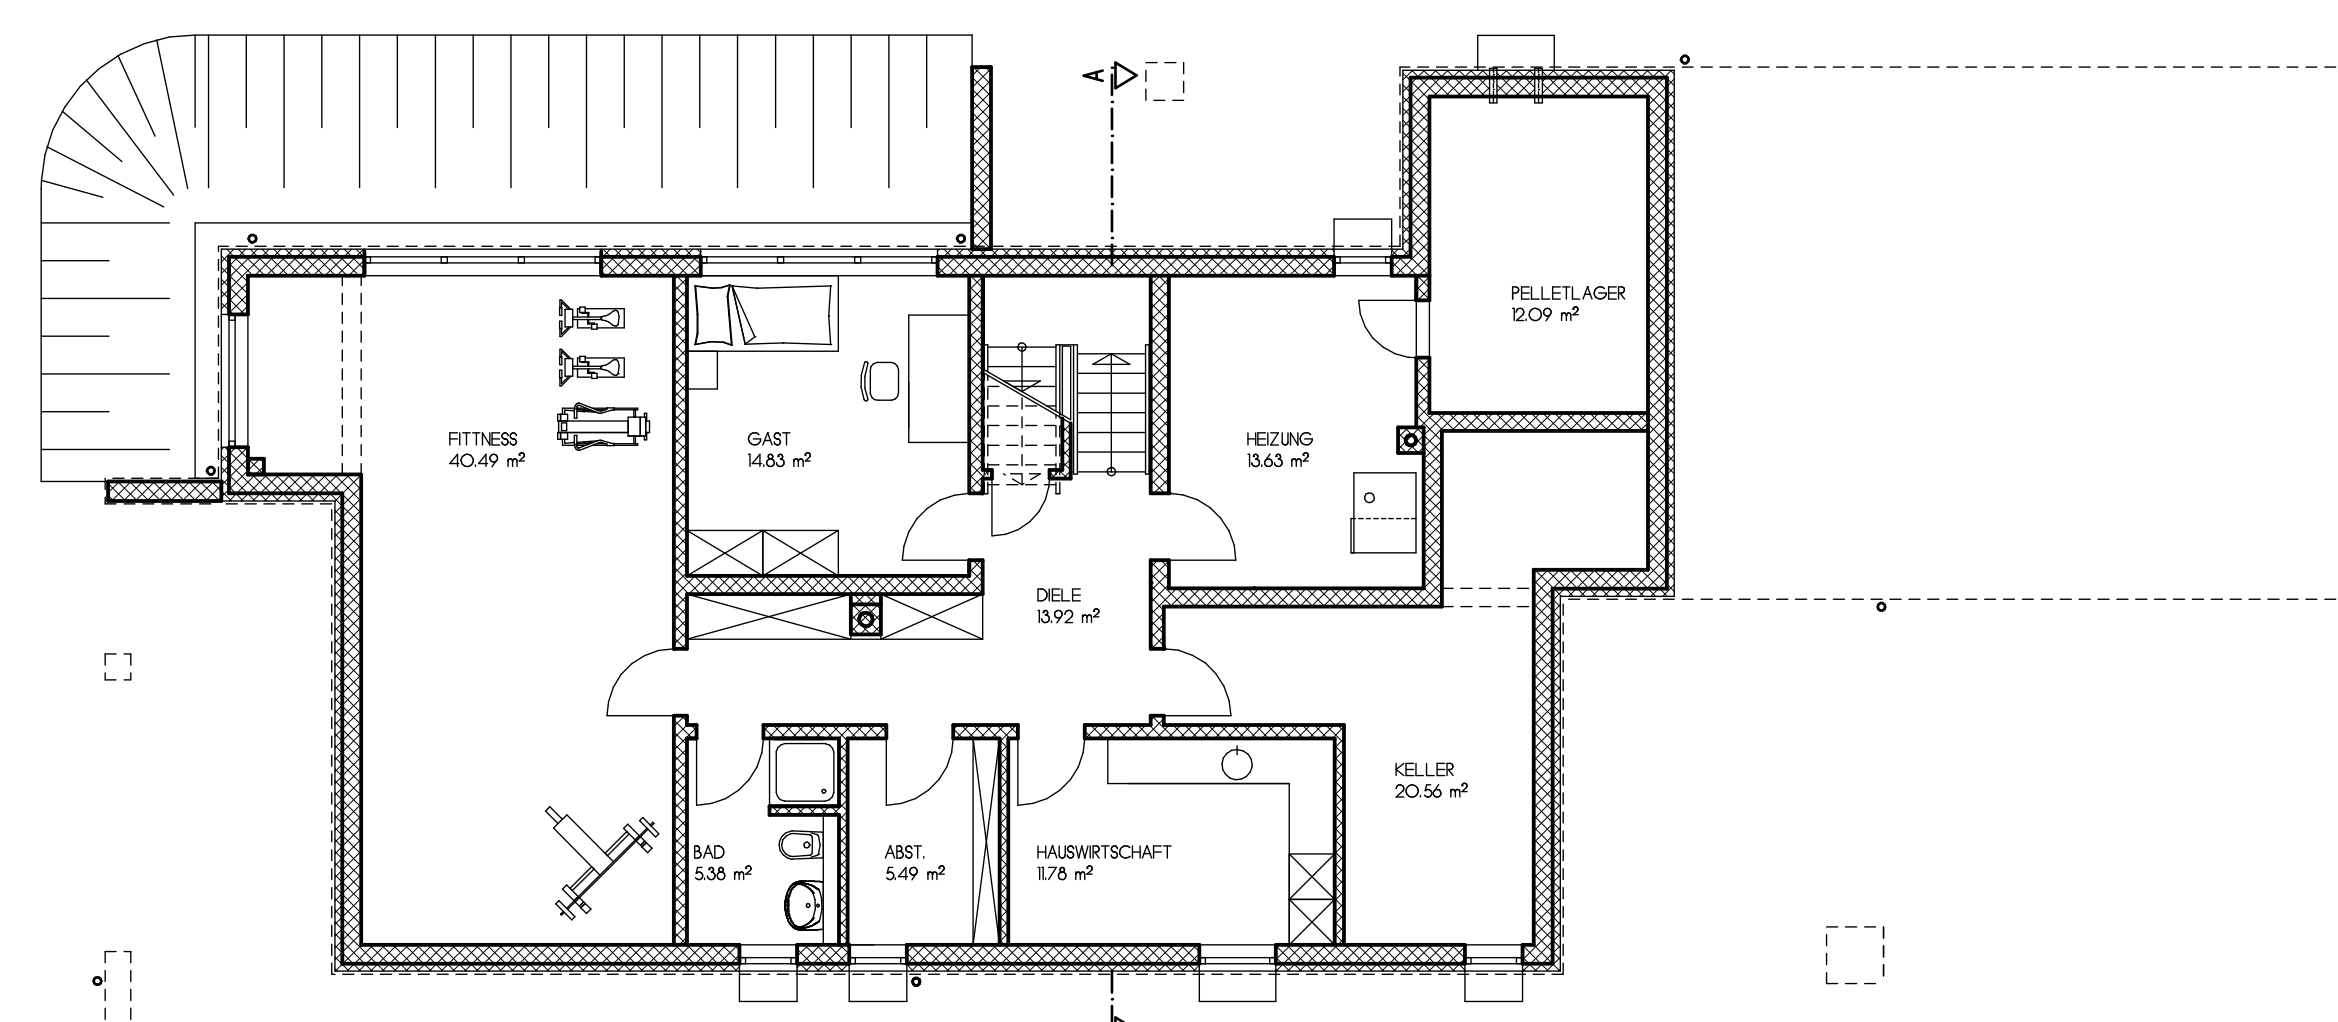 A
PELLETLAGER
12.09 m²
FITTNESS
40.49 m²
GAST
14.83 m²
HEIZUNG
13.63 m²
DIELE
13.92 m²
KELLER
20.56 m²
BAD
5.38 m²
ABST.
5.49 m²
HAUSWIRTSCHAFT
11.78 m²